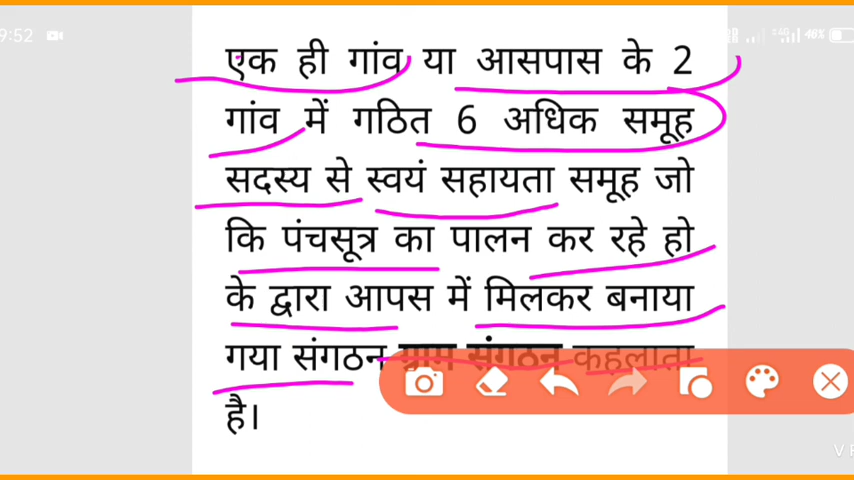 9:52
46%
एक ही गांव या आसपास के 2
गांव में गठित 6 अधिक समूह
सदस्य से स्वयं सहायता समूह जो
कि पंचसूत्र का पालन कर रहे हो
के द्वारा आपस में मिलकर बनाया
गया संगठन ग्राम संगठन कहलाता
है।